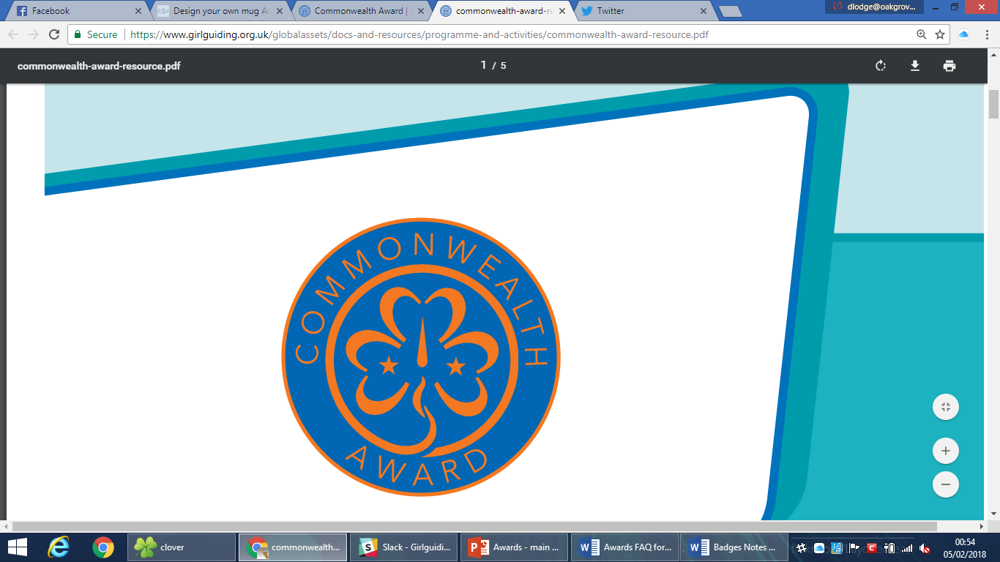 Facebook
Design your own mug A
Commonwealth Award |
commonwealth-award-re
Twitter
dlodge@oakgrov...
Secure
https://www.girlguiding.org.uk/globalassets/docs-and-resources/programme-and-activities/commonwealth-award-resource.pdf
commonwealth-award-resource.pdf
1 / 5
COMMONWEALTH
AWARD
clover
commonwealth...
Slack - Girlguidi...
Awards - main ...
Awards FAQ for...
Badges Notes ...
00:54
05/02/2018